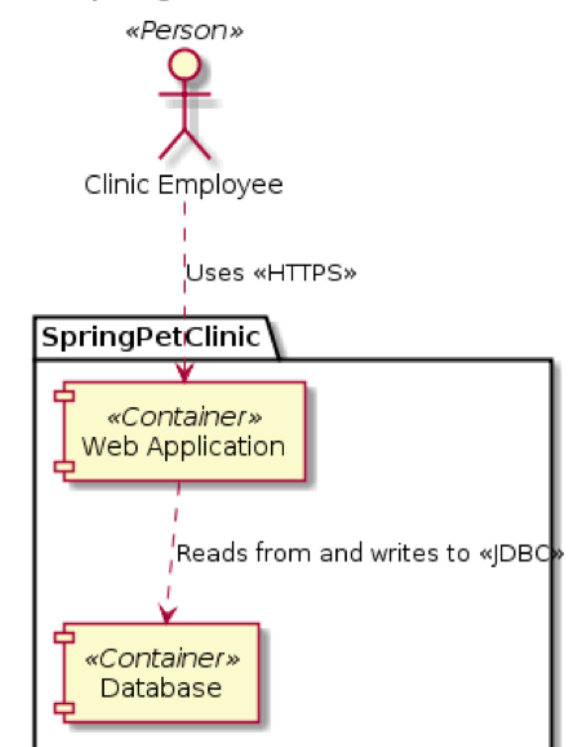 «Person»
Clinic Employee
Uses «HTTPS»
SpringPetClinic
«Container»
Web Application
Reads from and writes to «JDBC»
«Container»
Database